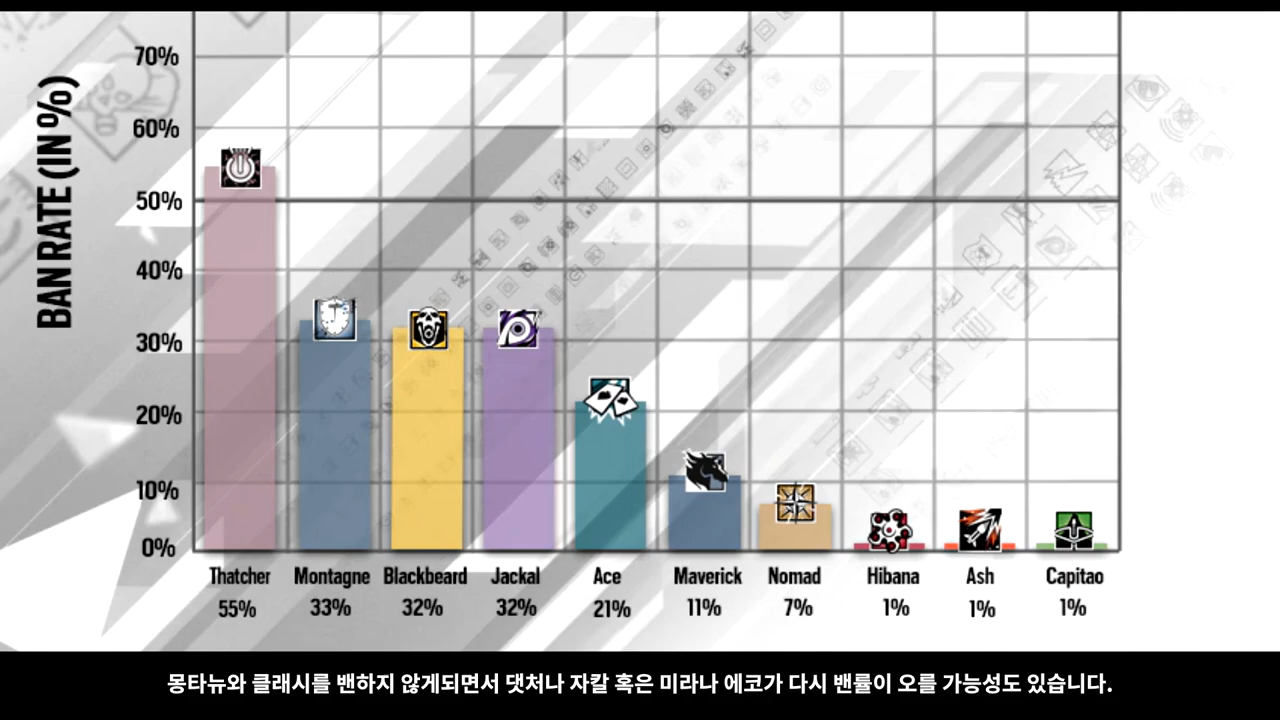 70%
60%
50%
40%
30%
20%
10%
0%
BAN RATE (IN %)
Thatcher Montagne Blackbeard Jackal Ace Maverick Nomad Hibana Ash Capitao
55% 33% 32% 32% 21% 11% 7% 1% 1% 1%
몽타뉴와 클래시를 밴하지 않게되면서 댓처나 자칼 혹은 미라나 에코가 다시 밴률이 오를 가능성도 있습니다.